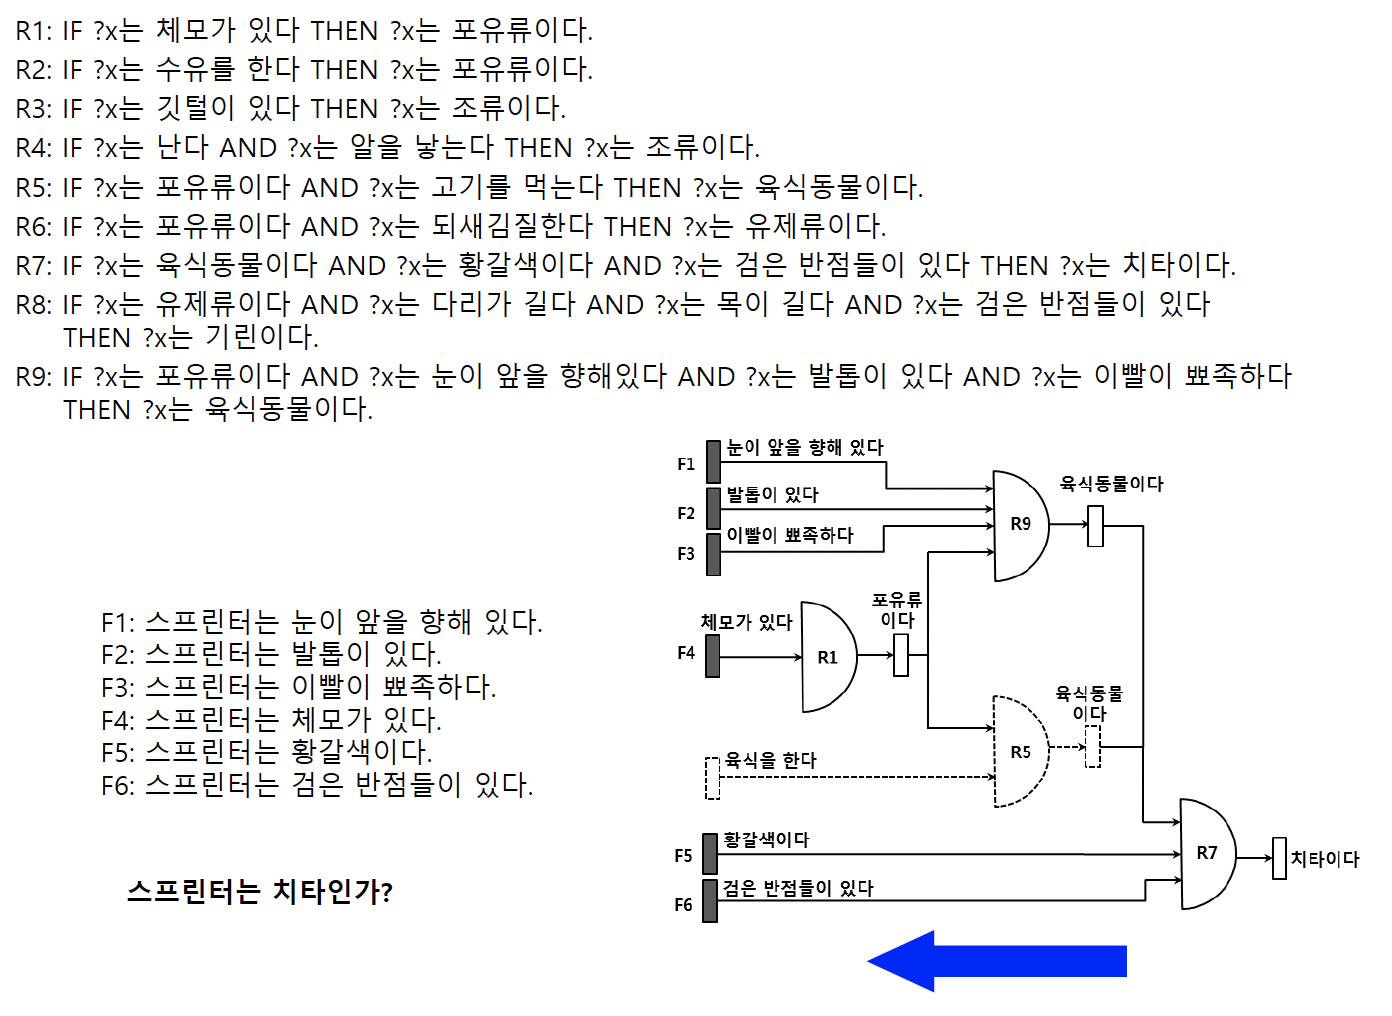 R1: IF ?x는 체모가 있다 THEN ?x는 포유류이다.
R2: IF ?x는 수유를 한다 THEN ?x는 포유류이다.
R3: IF ?x는 깃털이 있다 THEN ?x는 조류이다.
R4: IF ?x는 난다 AND ?x는 알을 낳는다 THEN ?x는 조류이다.
R5: IF ?x는 포유류이다 AND ?x는 고기를 먹는다 THEN ?x는 육식동물이다.
R6: IF ?x는 포유류이다 AND ?x는 되새김질한다 THEN ?x는 유제류이다.
R7: IF ?x는 육식동물이다 AND ?x는 황갈색이다 AND ?x는 검은 반점들이 있다 THEN ?x는 치타이다.
R8: IF ?x는 유제류이다 AND ?x는 다리가 길다 AND ?x는 목이 길다 AND ?x는 검은 반점들이 있다
THEN ?x는 기린이다.
R9: IF ?x는 포유류이다 AND ?x는 눈이 앞을 향해있다 AND ?x는 발톱이 있다 AND ?x는 이빨이 뾰족하다
THEN ?x는 육식동물이다.
F1: 스프린터는 눈이 앞을 향해 있다.
F2: 스프린터는 발톱이 있다.
F3: 스프린터는 이빨이 뾰족하다.
F4: 스프린터는 체모가 있다.
F5: 스프린터는 황갈색이다.
F6: 스프린터는 검은 반점들이 있다.
스프린터는 치타인가?
F1
눈이 앞을 향해 있다
F2
발톱이 있다
F3
이빨이 뾰족하다
R9
육식동물이다
F4
체모가 있다
R1
포유류
이다
육식을 한다
R5
육식동물
이다
F5
황갈색이다
F6
검은 반점들이 있다
R7
치타이다